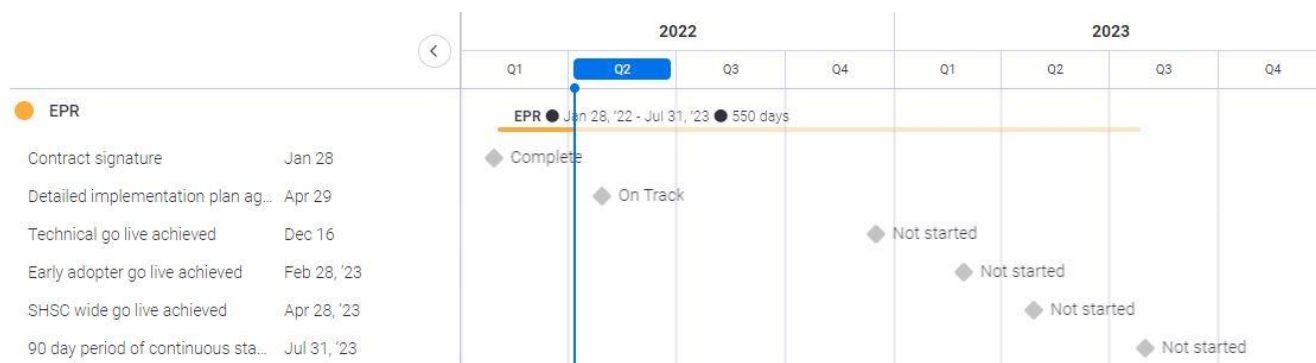 2022 2023
Q1 Q2 Q3 Q4 Q1 Q2 Q3 Q4
EPR
EPR ● Jan 28, '22 - Jul 31, '23 ● 550 days
Contract signature Jan 28 Complete
Detailed implementation plan ag... Apr 29 On Track
Technical go live achieved Dec 16 Not started
Early adopter go live achieved Feb 28, '23 Not started
SHSC wide go live achieved Apr 28, '23 Not started
90 day period of continuous sta... Jul 31, '23 Not started